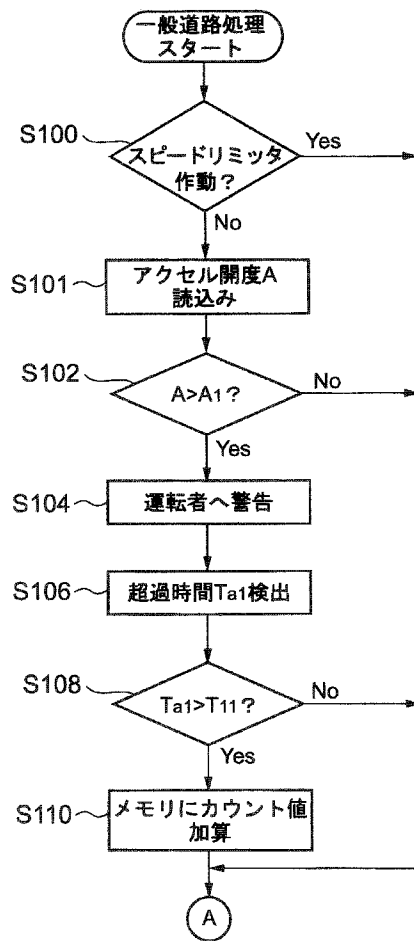 一般道路処理
スタート
S100
スピードリミッタ
作動？
Yes
No
S101
アクセル開度A
読込み
S102
A>A1？
No
Yes
S104
運転者へ警告
S106
超過時間Ta1検出
S108
Ta1>T11？
No
Yes
S110
メモリにカウント値
加算
A